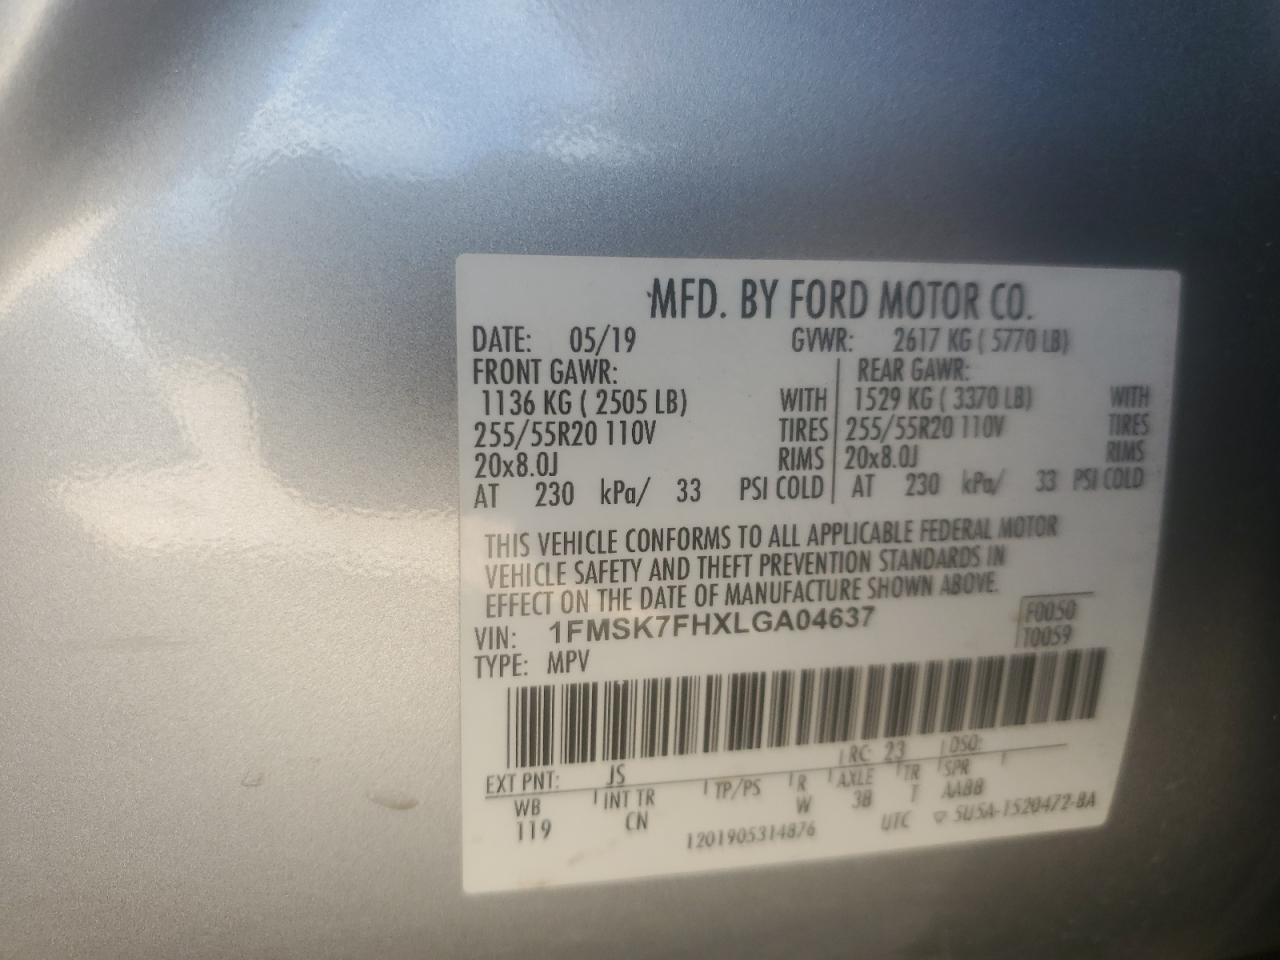 MFD. BY FORD MOTOR CO.
DATE: 05/19 GVWR: 2617 KG ( 5770 LB)
FRONT GAWR: REAR GAWR:
1136 KG ( 2505 LB) WITH 1529 KG ( 3370 LB) WITH
255/55R20 110V TIRES 255/55R20 110V TIRES
20x8.0J RIMS 20x8.0J RIMS
AT 230 kPa/ 33 PSI COLD AT 230 kPa/ 33 PSI COLD
THIS VEHICLE CONFORMS TO ALL APPLICABLE FEDERAL MOTOR
VEHICLE SAFETY AND THEFT PREVENTION STANDARDS IN
EFFECT ON THE DATE OF MANUFACTURE SHOWN ABOVE.
VIN: 1FMSK7FHXLGA04637 F0050
TYPE: MPV T0059
EXT PNT: JS RC: 23 DSO:
WB INT TR TP/PS R AXLE TR SPR
119 CN W 3B T AABB
1201905314876 UTC ▽ 5U5A-1520472-BA